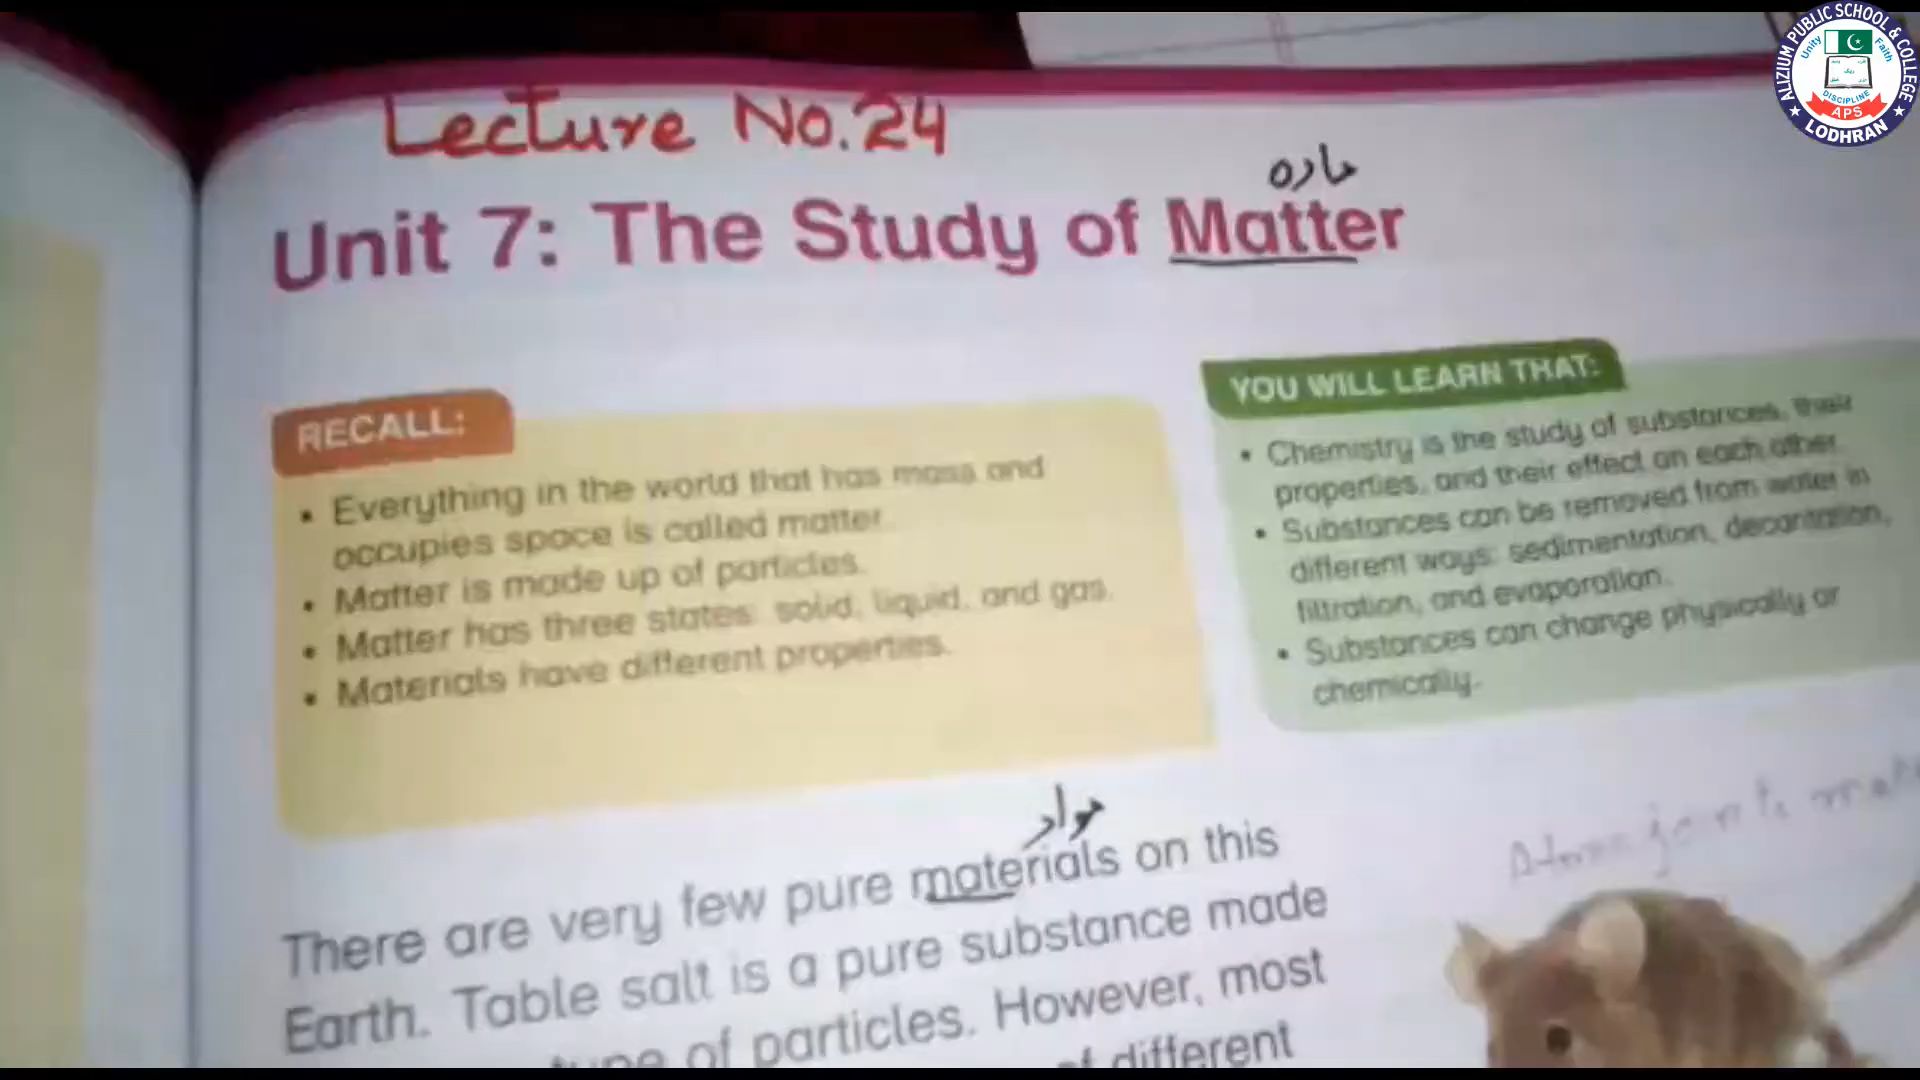 ALIZIUM PUBLIC SCHOOL & COLLEGE
Unity
Faith
DISCIPLINE
APS
LODHRAN
Lecture No.24
مادہ
Unit 7: The Study of Matter
RECALL:
• Everything in the world that has mass and
occupies space is called matter.
• Matter is made up of particles.
• Matter has three states: solid, liquid, and gas.
• Materials have different properties.
YOU WILL LEARN THAT:
• Chemistry is the study of substances, their
properties, and their effect on each other.
• Substances can be removed from water in
different ways: sedimentation, decantation,
filtration, and evaporation.
• Substances can change physically or
chemically.
مواد
There are very few pure materials on this
Earth. Table salt is a pure substance made
type of particles. However, most
of different